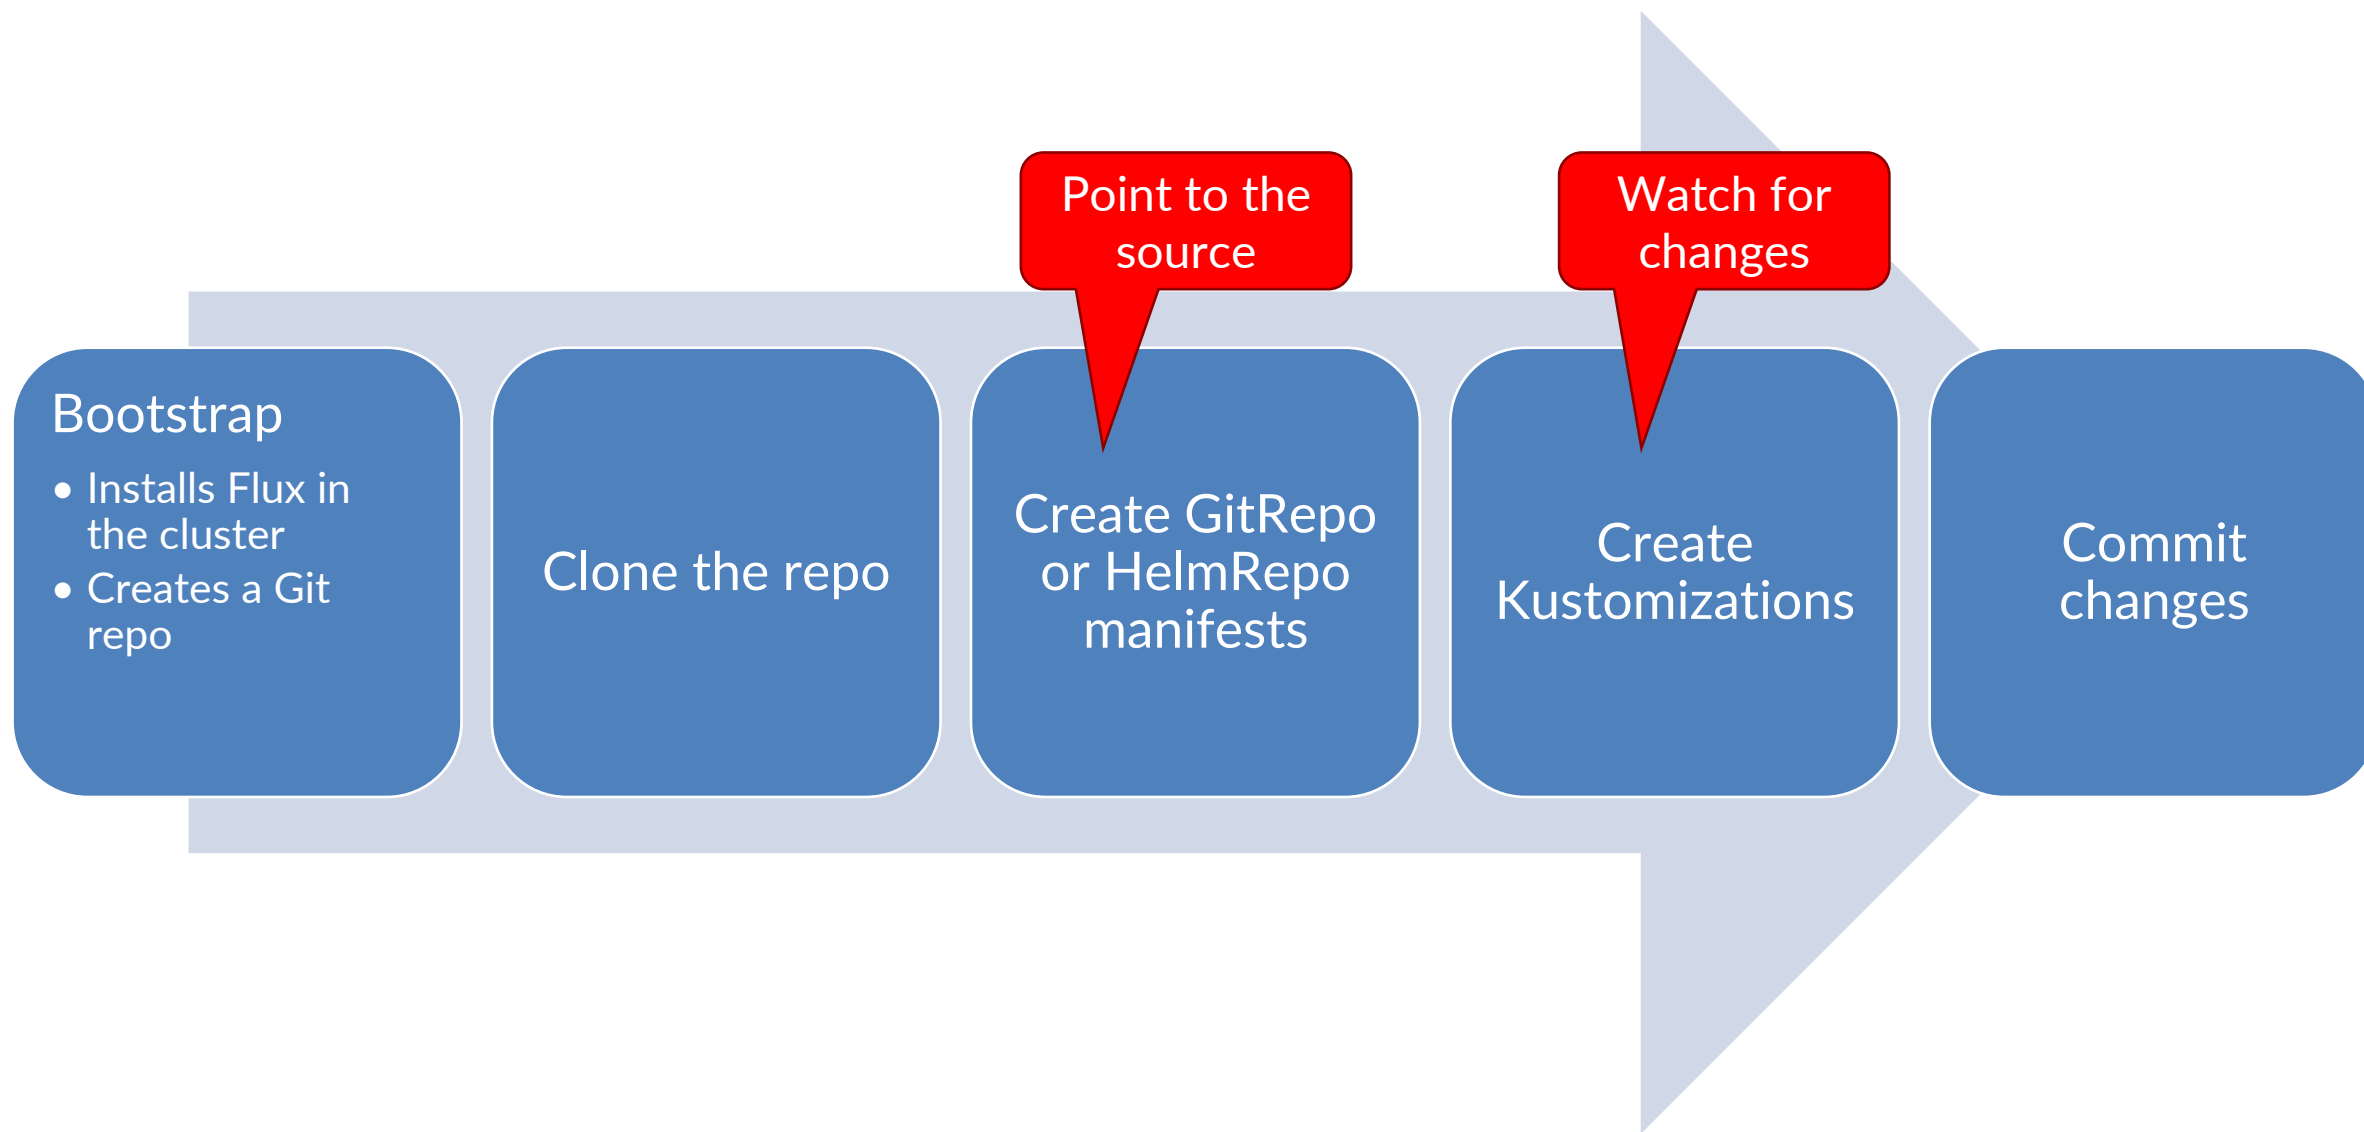 Point to the
source
Watch for
changes
Bootstrap
• Installs Flux in
the cluster
• Creates a Git
repo
Clone the repo
Create GitRepo
or HelmRepo
manifests
Create
Kustomizations
Commit
changes